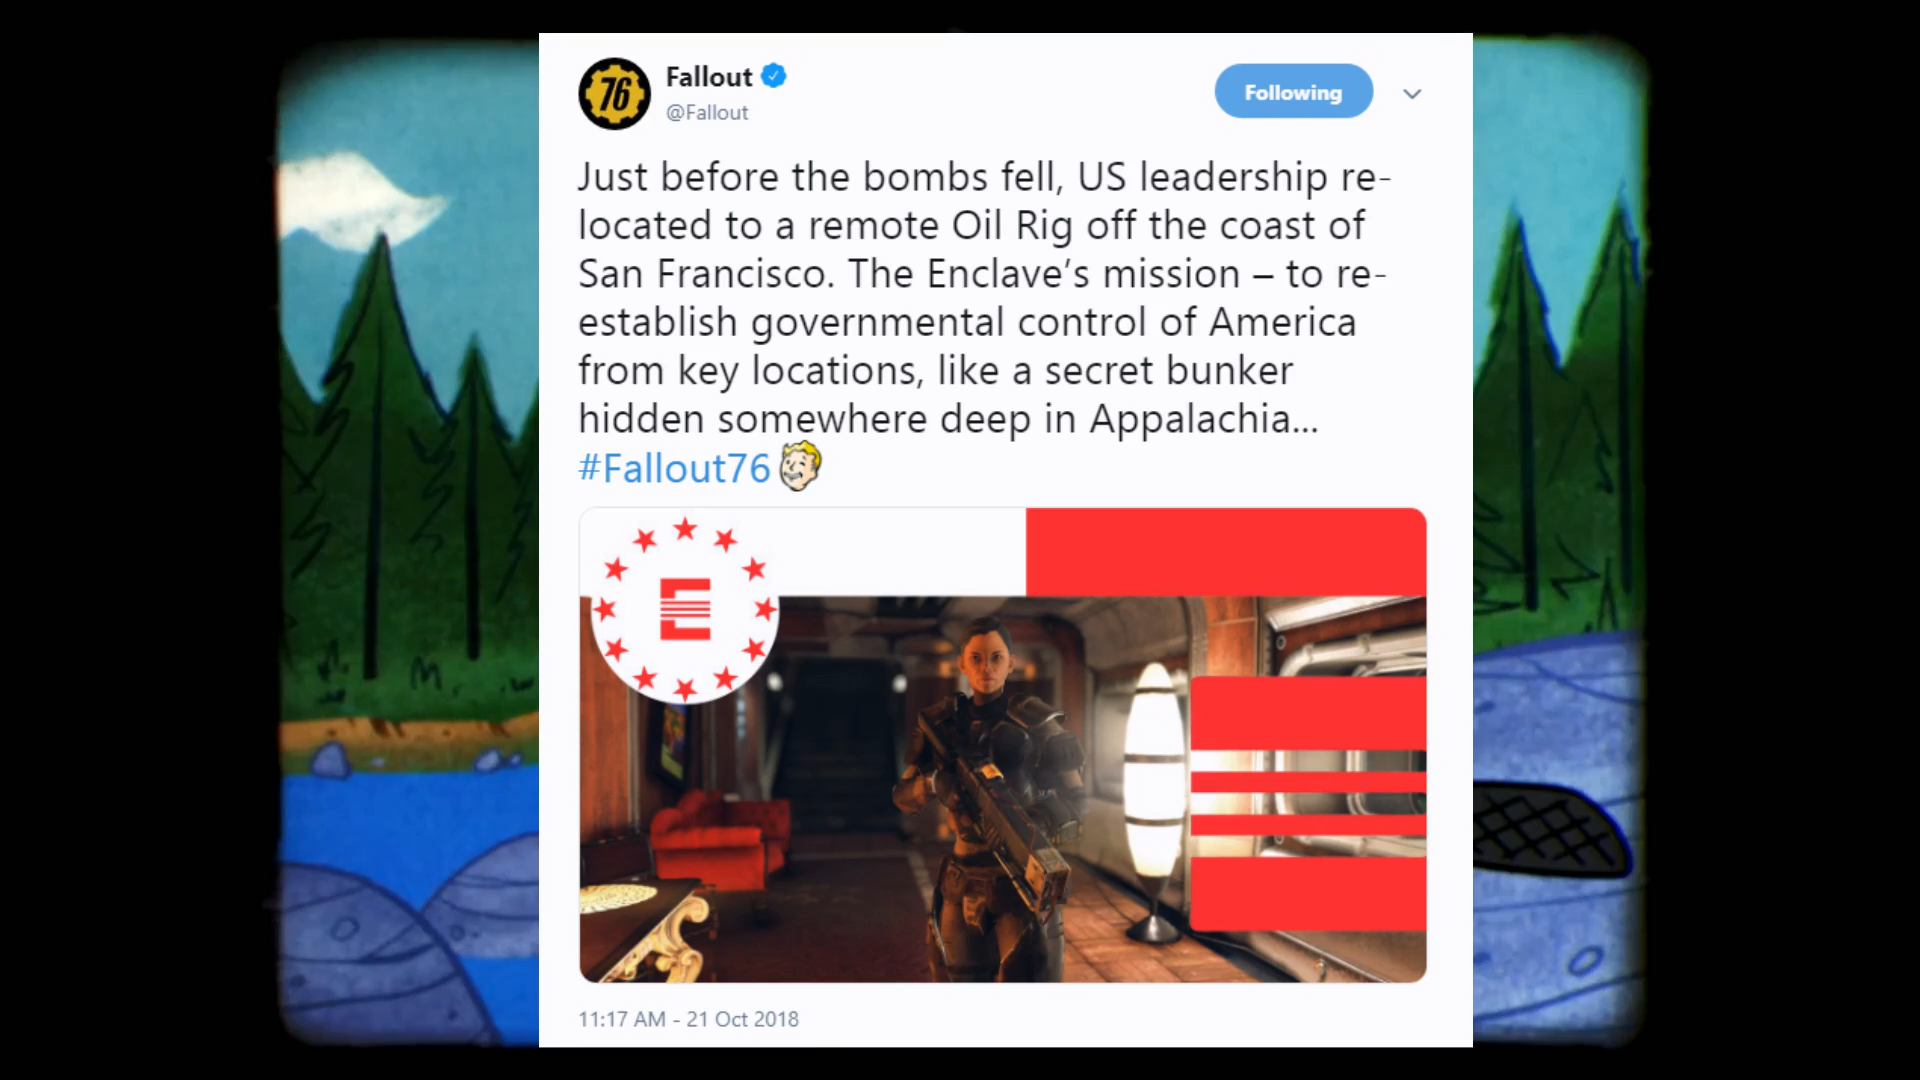 76
Fallout
@Fallout
Following
Just before the bombs fell, US leadership re-
located to a remote Oil Rig off the coast of
San Francisco. The Enclave’s mission – to re-
establish governmental control of America
from key locations, like a secret bunker
hidden somewhere deep in Appalachia...
#Fallout76
E
11:17 AM - 21 Oct 2018